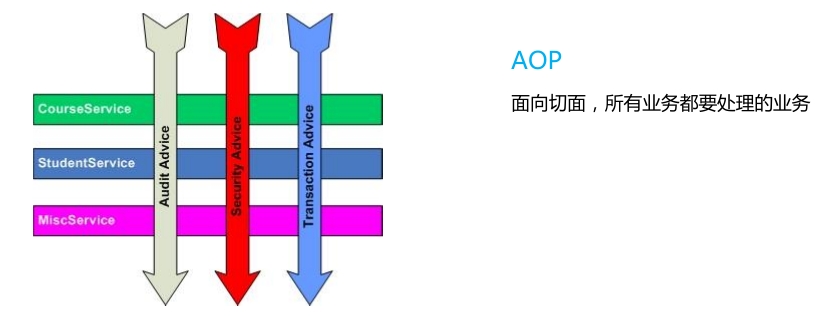 AOP
面向切面，所有业务都要处理的业务
CourseService
StudentService
MiscService
Audit Advice
Security Advice
Transaction Advice